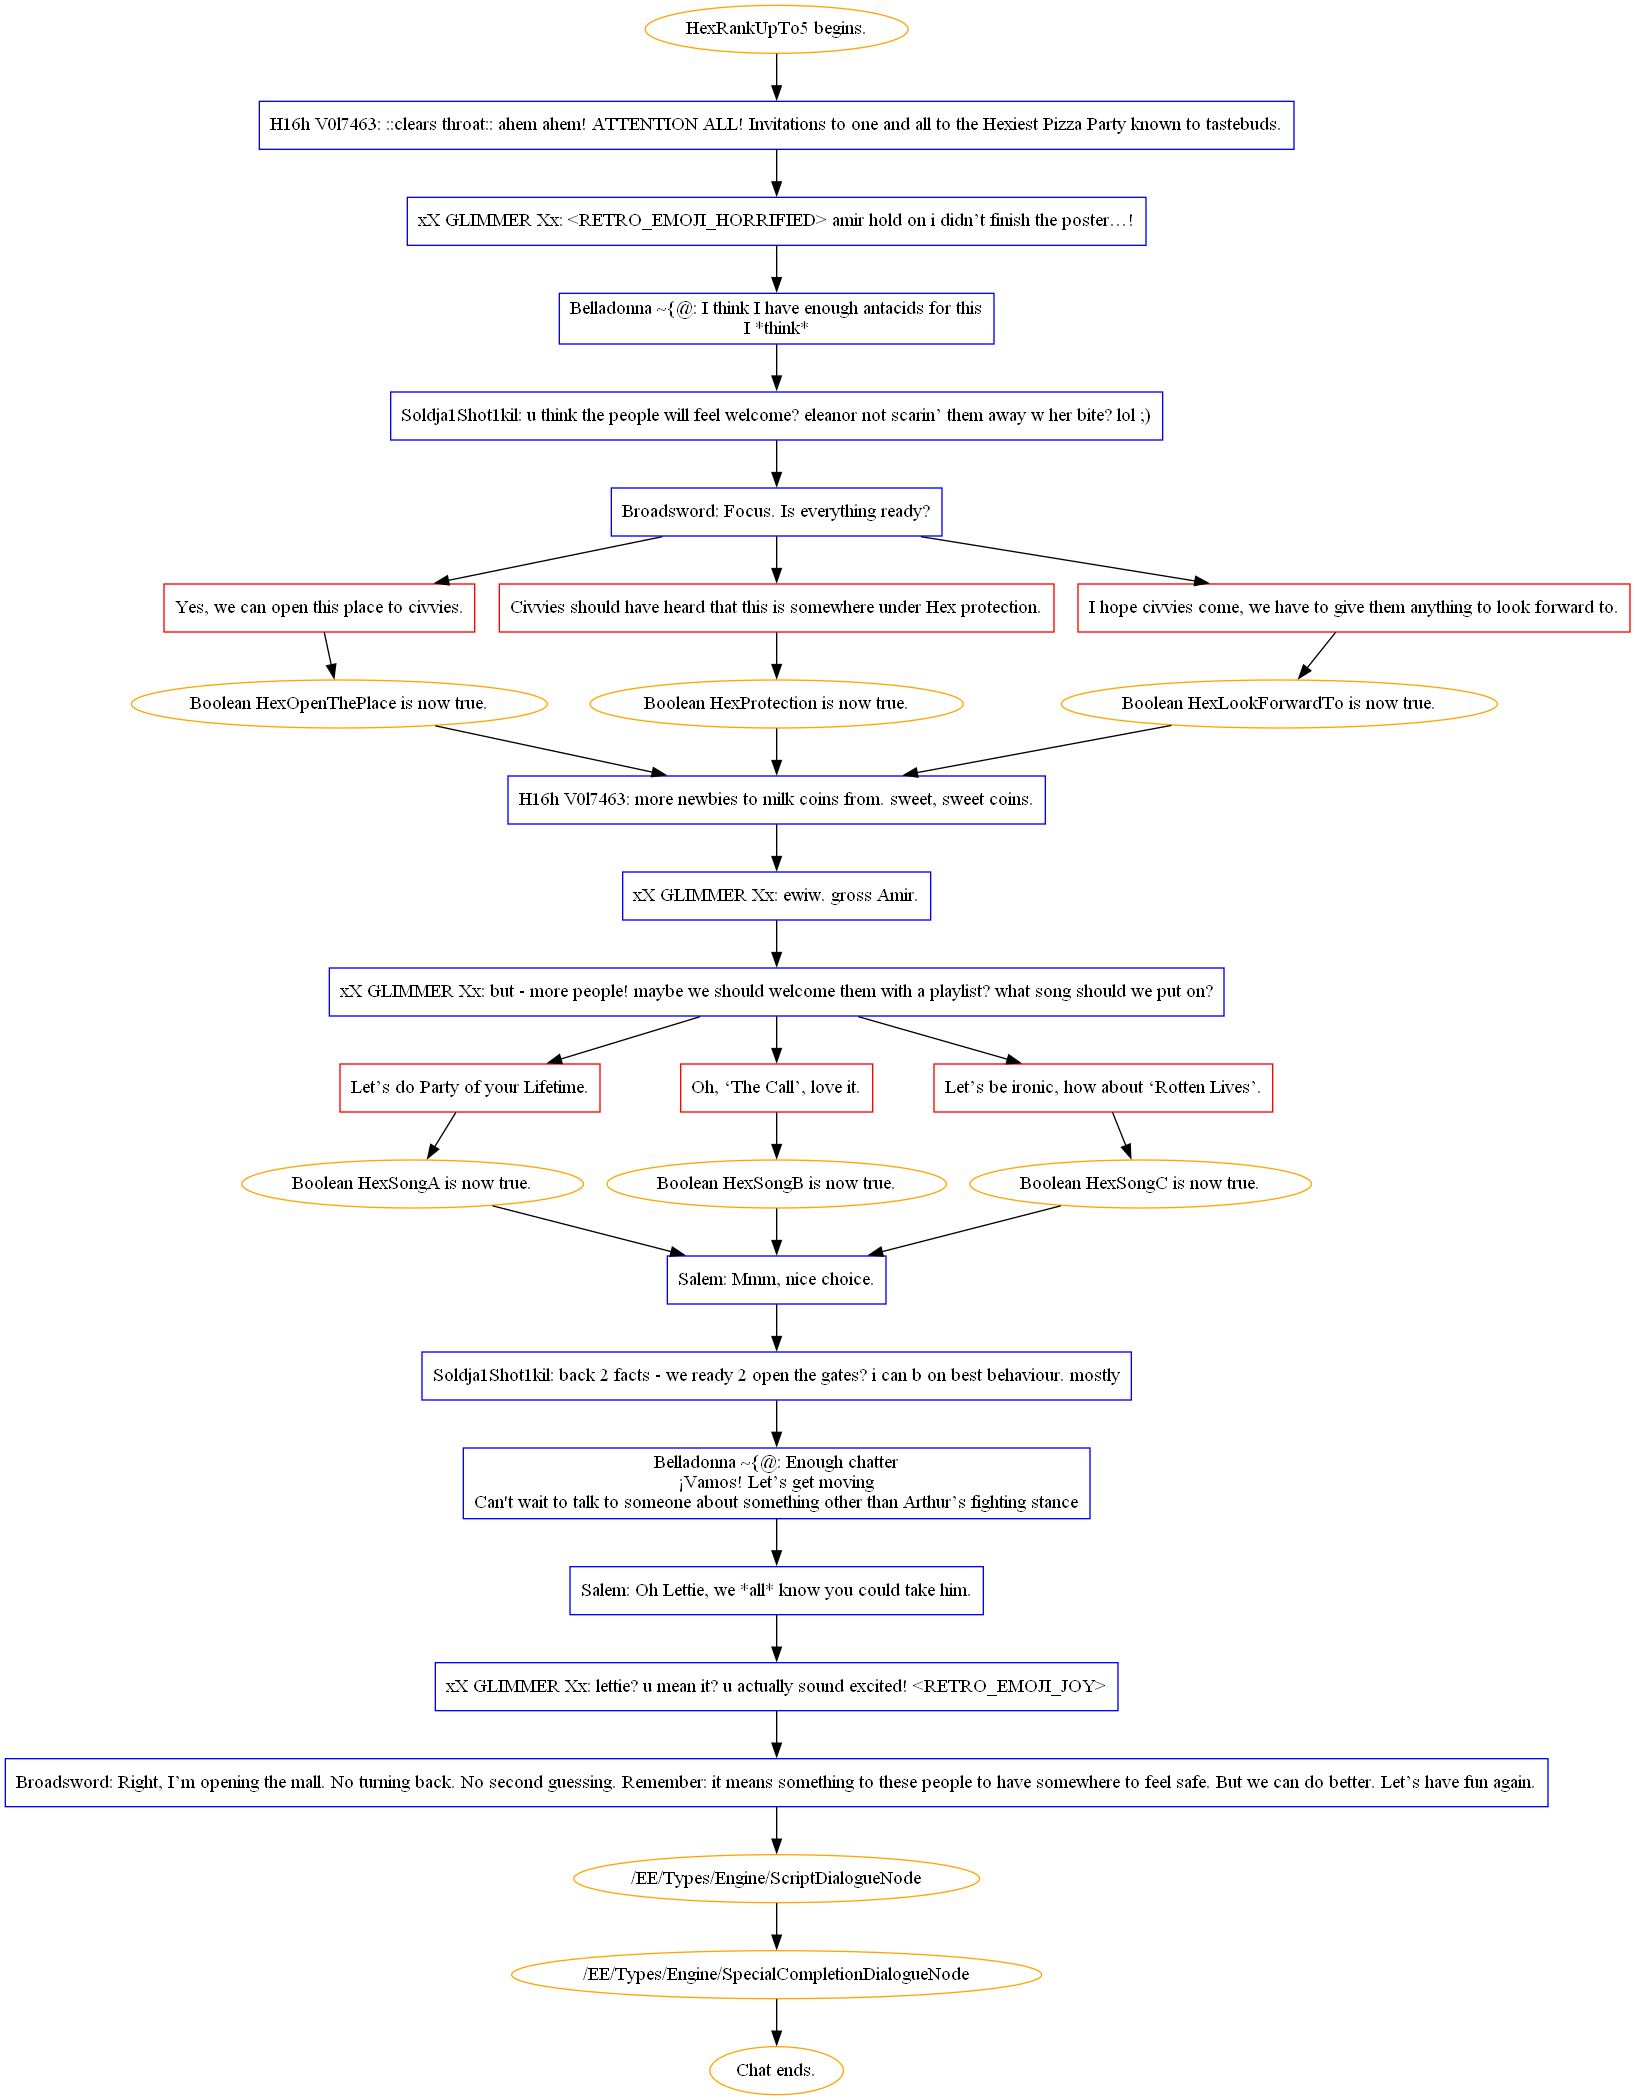 HexRankUpTo5 begins.
H16h V0l7463: ::clears throat:: ahem ahem! ATTENTION ALL! Invitations to one and all to the Hexiest Pizza Party known to tastebuds.
xX GLIMMER Xx: <RETRO_EMOJI_HORRIFIED> amir hold on i didn’t finish the poster…!
Belladonna ~{@: I think I have enough antacids for this
I *think*
Soldja1Shot1kil: u think the people will feel welcome? eleanor not scarin’ them away w her bite? lol ;)
Broadsword: Focus. Is everything ready?
Yes, we can open this place to civvies.
Civvies should have heard that this is somewhere under Hex protection.
I hope civvies come, we have to give them anything to look forward to.
Boolean HexOpenThePlace is now true.
Boolean HexProtection is now true.
Boolean HexLookForwardTo is now true.
H16h V0l7463: more newbies to milk coins from. sweet, sweet coins.
xX GLIMMER Xx: ewiw. gross Amir.
xX GLIMMER Xx: but - more people! maybe we should welcome them with a playlist? what song should we put on?
Let’s do Party of your Lifetime.
Oh, ‘The Call’, love it.
Let’s be ironic, how about ‘Rotten Lives’.
Boolean HexSongA is now true.
Boolean HexSongB is now true.
Boolean HexSongC is now true.
Salem: Mmm, nice choice.
Soldja1Shot1kil: back 2 facts - we ready 2 open the gates? i can b on best behaviour. mostly
Belladonna ~{@: Enough chatter
¡Vamos! Let’s get moving
Can't wait to talk to someone about something other than Arthur’s fighting stance
Salem: Oh Lettie, we *all* know you could take him.
xX GLIMMER Xx: lettie? u mean it? u actually sound excited! <RETRO_EMOJI_JOY>
Broadsword: Right, I’m opening the mall. No turning back. No second guessing. Remember: it means something to these people to have somewhere to feel safe. But we can do better. Let’s have fun again.
/EE/Types/Engine/ScriptDialogueNode
/EE/Types/Engine/SpecialCompletionDialogueNode
Chat ends.